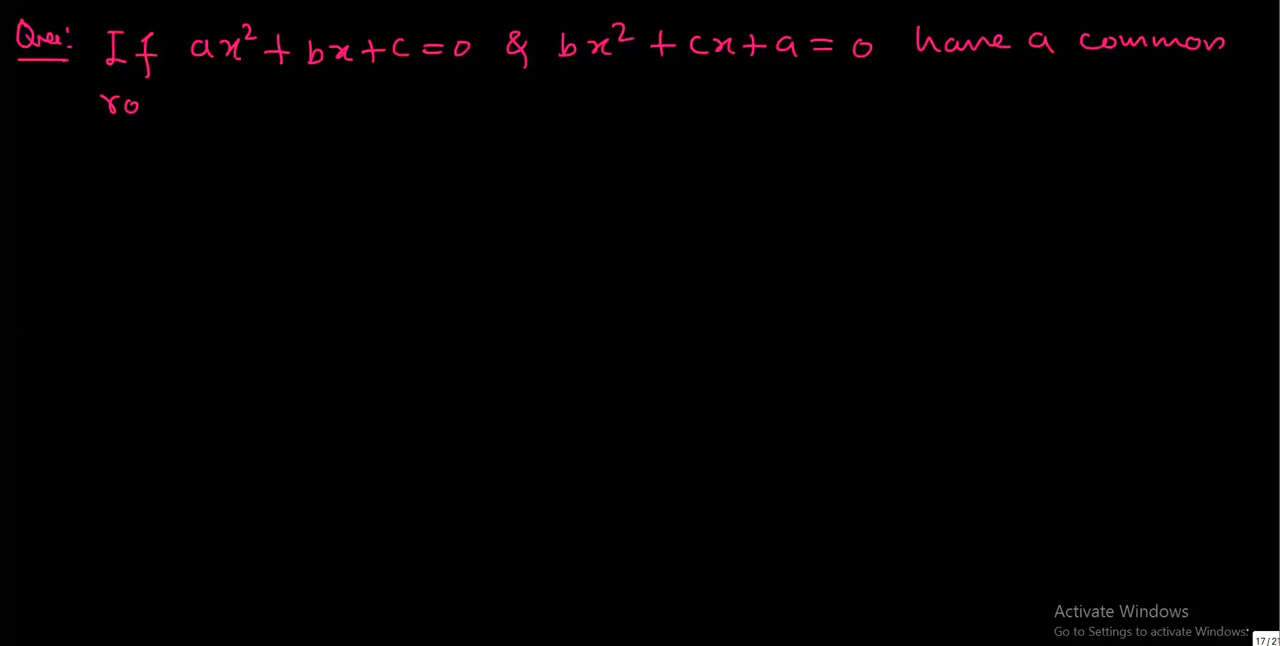 Que: If ax² + bx + c = 0 & bx² + cx + a = 0 have a common
ro
Activate Windows
Go to Settings to activate Windows.
17/21